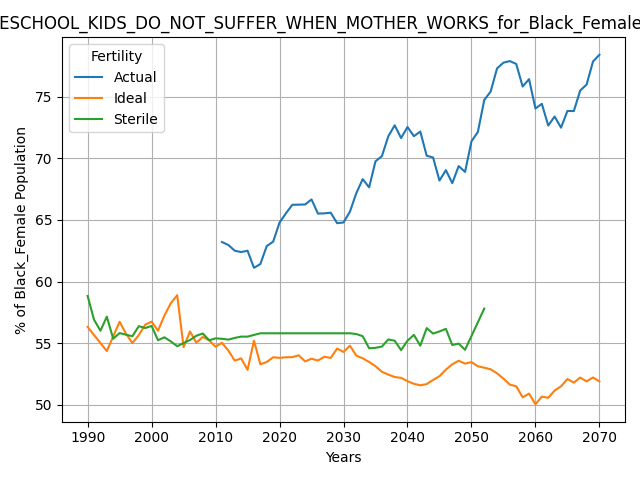 ESCHOOL_KIDS_DO_NOT_SUFFER_WHEN_MOTHER_WORKS_for_Black_Female
Fertility
Actual
Ideal
Sterile
% of Black_Female Population
75
70
65
60
55
50
1990 2000 2010 2020 2030 2040 2050 2060 2070
Years